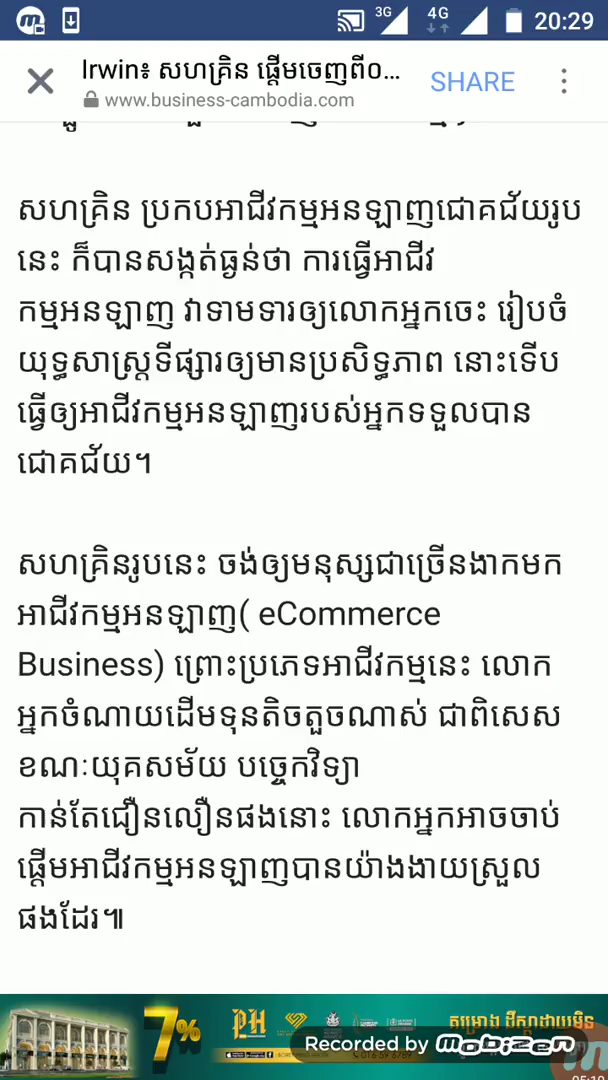 3G 4G 20:29
Irwin៖ សហគ្រិន ផ្ដើមចេញពី០...
SHARE
www.business-cambodia.com
សហគ្រិន ប្រកបអាជីវកម្មអនឡាញជោគជ័យរូប
នេះ ក៏បានសង្កត់ធ្ងន់ថា ការធ្វើអាជីវ
កម្មអនឡាញ វាទាមទារឲ្យលោកអ្នកចេះ រៀបចំ
យុទ្ធសាស្ត្រទីផ្សារឲ្យមានប្រសិទ្ធភាព នោះទើប
ធ្វើឲ្យអាជីវកម្មអនឡាញរបស់អ្នកទទួលបាន
ជោគជ័យ។
សហគ្រិនរូបនេះ ចង់ឲ្យមនុស្សជាច្រើនងាកមក
អាជីវកម្មអនឡាញ( eCommerce
Business) ព្រោះប្រភេទអាជីវកម្មនេះ លោក
អ្នកចំណាយដើមទុនតិចតួចណាស់ ជាពិសេស
ខណៈយុគសម័យ បច្ចេកវិទ្យា
កាន់តែជឿនលឿនផងនោះ លោកអ្នកអាចចាប់
ផ្ដើមអាជីវកម្មអនឡាញបានយ៉ាងងាយស្រួល
ផងដែរ៕
7% PH
Recorded by mobizen
05:10